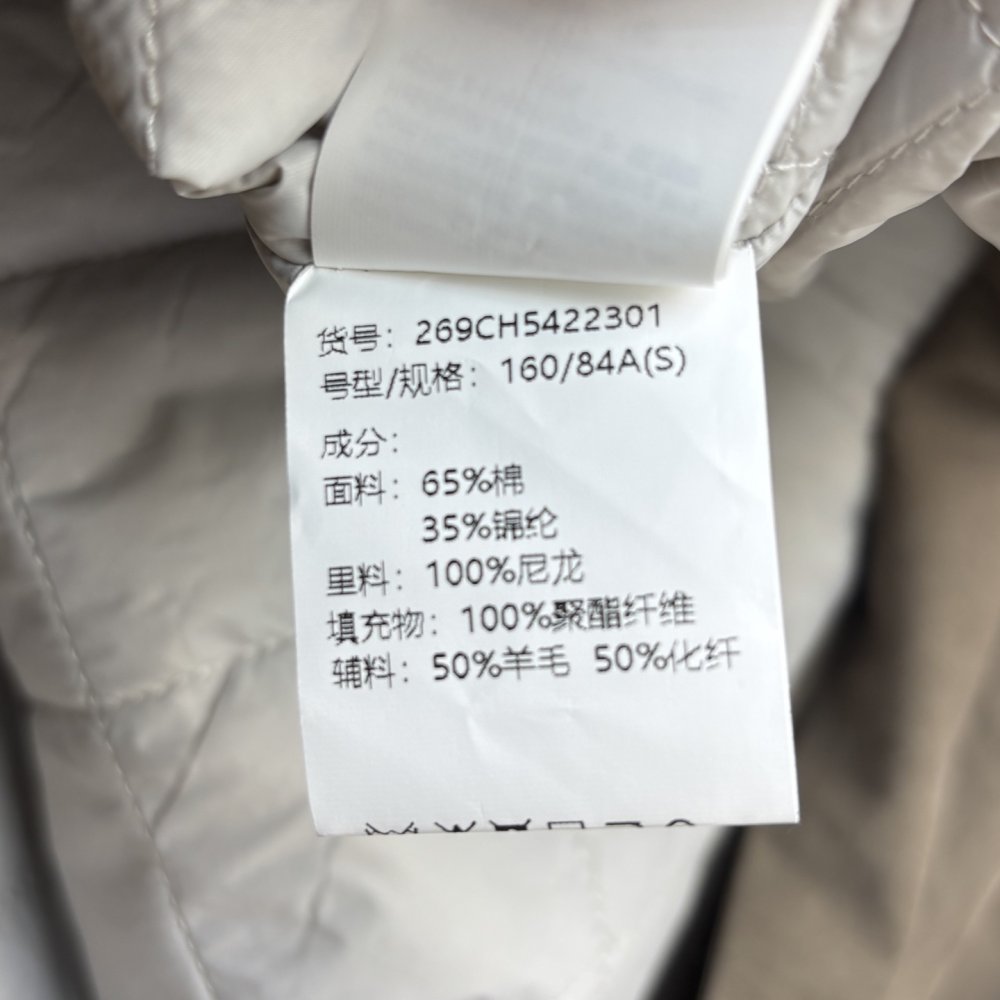 货号：269CH5422301
号型/规格：160/84A(S)
成分：
面料：65%棉
35%锦纶
里料：100%尼龙
填充物：100%聚酯纤维
辅料：50%羊毛 50%化纤